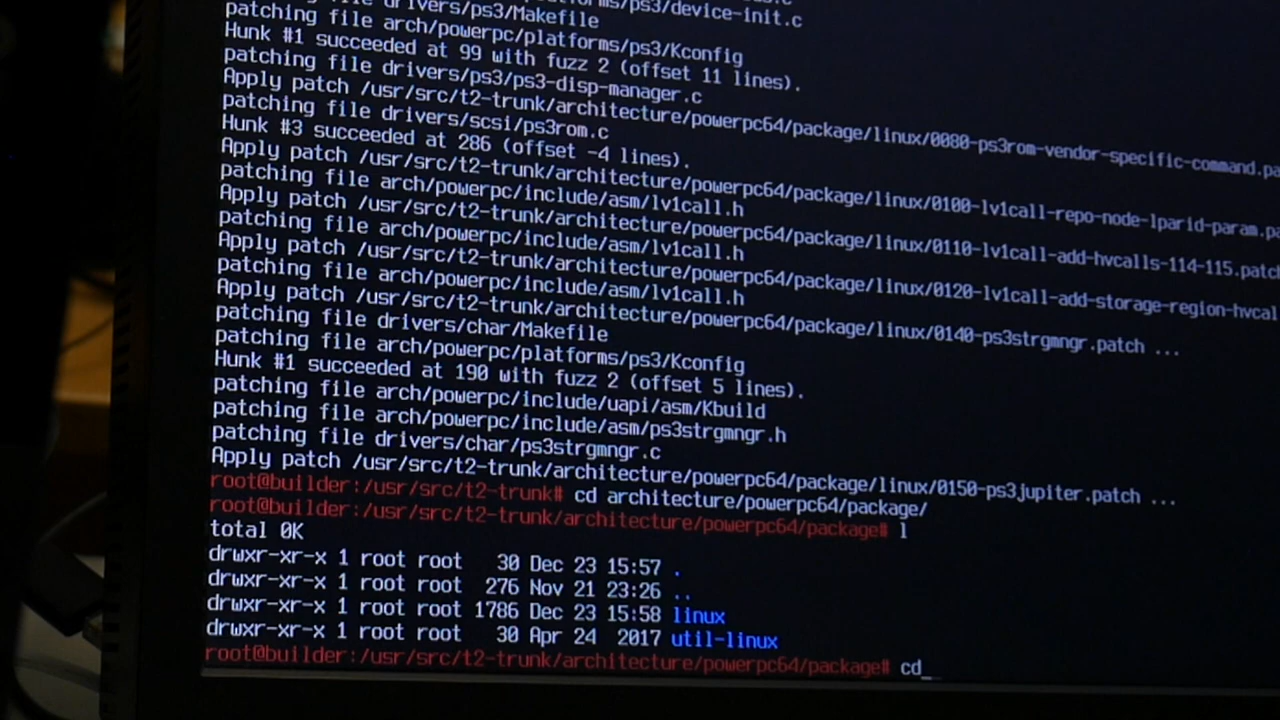 drivers/ps3/Makefile
patching file arch/powerpc/platforms/ps3/Kconfig
Hunk #1 succeeded at 99 with fuzz 2 (offset 11 lines).
patching file drivers/ps3/ps3-disp-manager.c
Apply patch /usr/src/t2-trunk/architecture/powerpc64/package/linux/0080-ps3rom-vendor-specific-command.pa
patching file drivers/scsi/ps3rom.c
Hunk #3 succeeded at 286 (offset -4 lines).
Apply patch /usr/src/t2-trunk/architecture/powerpc64/package/linux/0100-lv1call-repo-node-lparid-param.pa
patching file arch/powerpc/include/asm/lv1call.h
Apply patch /usr/src/t2-trunk/architecture/powerpc64/package/linux/0110-lv1call-add-hvcalls-114-115.patch
patching file arch/powerpc/include/asm/lv1call.h
Apply patch /usr/src/t2-trunk/architecture/powerpc64/package/linux/0120-lv1call-add-storage-region-hvcal
patching file arch/powerpc/include/asm/lv1call.h
Apply patch /usr/src/t2-trunk/architecture/powerpc64/package/linux/0140-ps3strgmngr.patch ...
patching file drivers/char/Makefile
patching file arch/powerpc/platforms/ps3/Kconfig
Hunk #1 succeeded at 190 with fuzz 2 (offset 5 lines).
patching file arch/powerpc/include/uapi/asm/Kbuild
patching file arch/powerpc/include/asm/ps3strgmngr.h
patching file drivers/char/ps3strgmngr.c
Apply patch /usr/src/t2-trunk/architecture/powerpc64/package/linux/0150-ps3jupiter.patch ...
root@builder:/usr/src/t2-trunk# cd architecture/powerpc64/package/
root@builder:/usr/src/t2-trunk/architecture/powerpc64/package# l
total 0K
drwxr-xr-x 1 root root 30 Dec 23 15:57 .
drwxr-xr-x 1 root root 276 Nov 21 23:26 ..
drwxr-xr-x 1 root root 1786 Dec 23 15:58 linux
drwxr-xr-x 1 root root 30 Apr 24 2017 util-linux
root@builder:/usr/src/t2-trunk/architecture/powerpc64/package# cd_